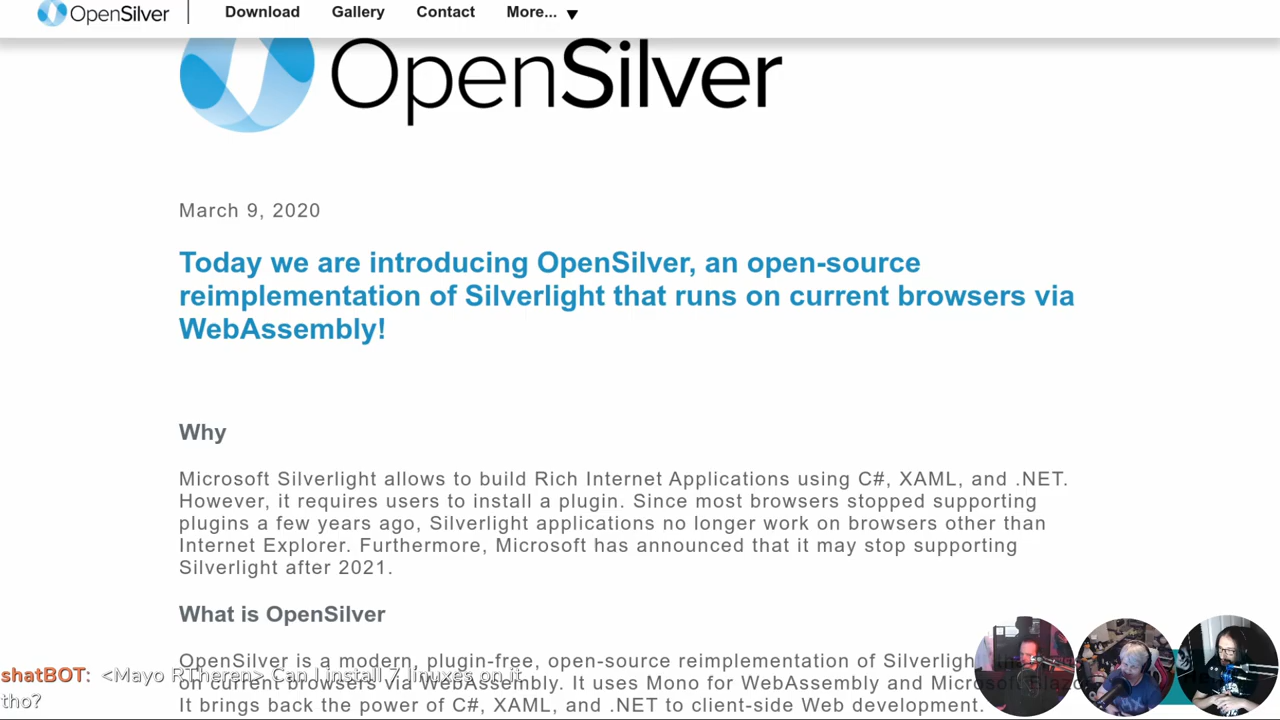 OpenSilver
Download
Gallery
Contact
More...
OpenSilver
March 9, 2020
Today we are introducing OpenSilver, an open-source
reimplementation of Silverlight that runs on current browsers via
WebAssembly!
Why
Microsoft Silverlight allows to build Rich Internet Applications using C#, XAML, and .NET.
However, it requires users to install a plugin. Since most browsers stopped supporting
plugins a few years ago, Silverlight applications no longer work on browsers other than
Internet Explorer. Furthermore, Microsoft has announced that it may stop supporting
Silverlight after 2021.
What is OpenSilver
OpenSilver is a modern, plugin-free, open-source reimplementation of Silverlight
on current browsers via WebAssembly. It uses Mono for WebAssembly and Microsoft
It brings back the power of C#, XAML, and .NET to client-side Web development.
shatBOT: <Mayo RTheren> Can I install 7 linuxes on it
tho?